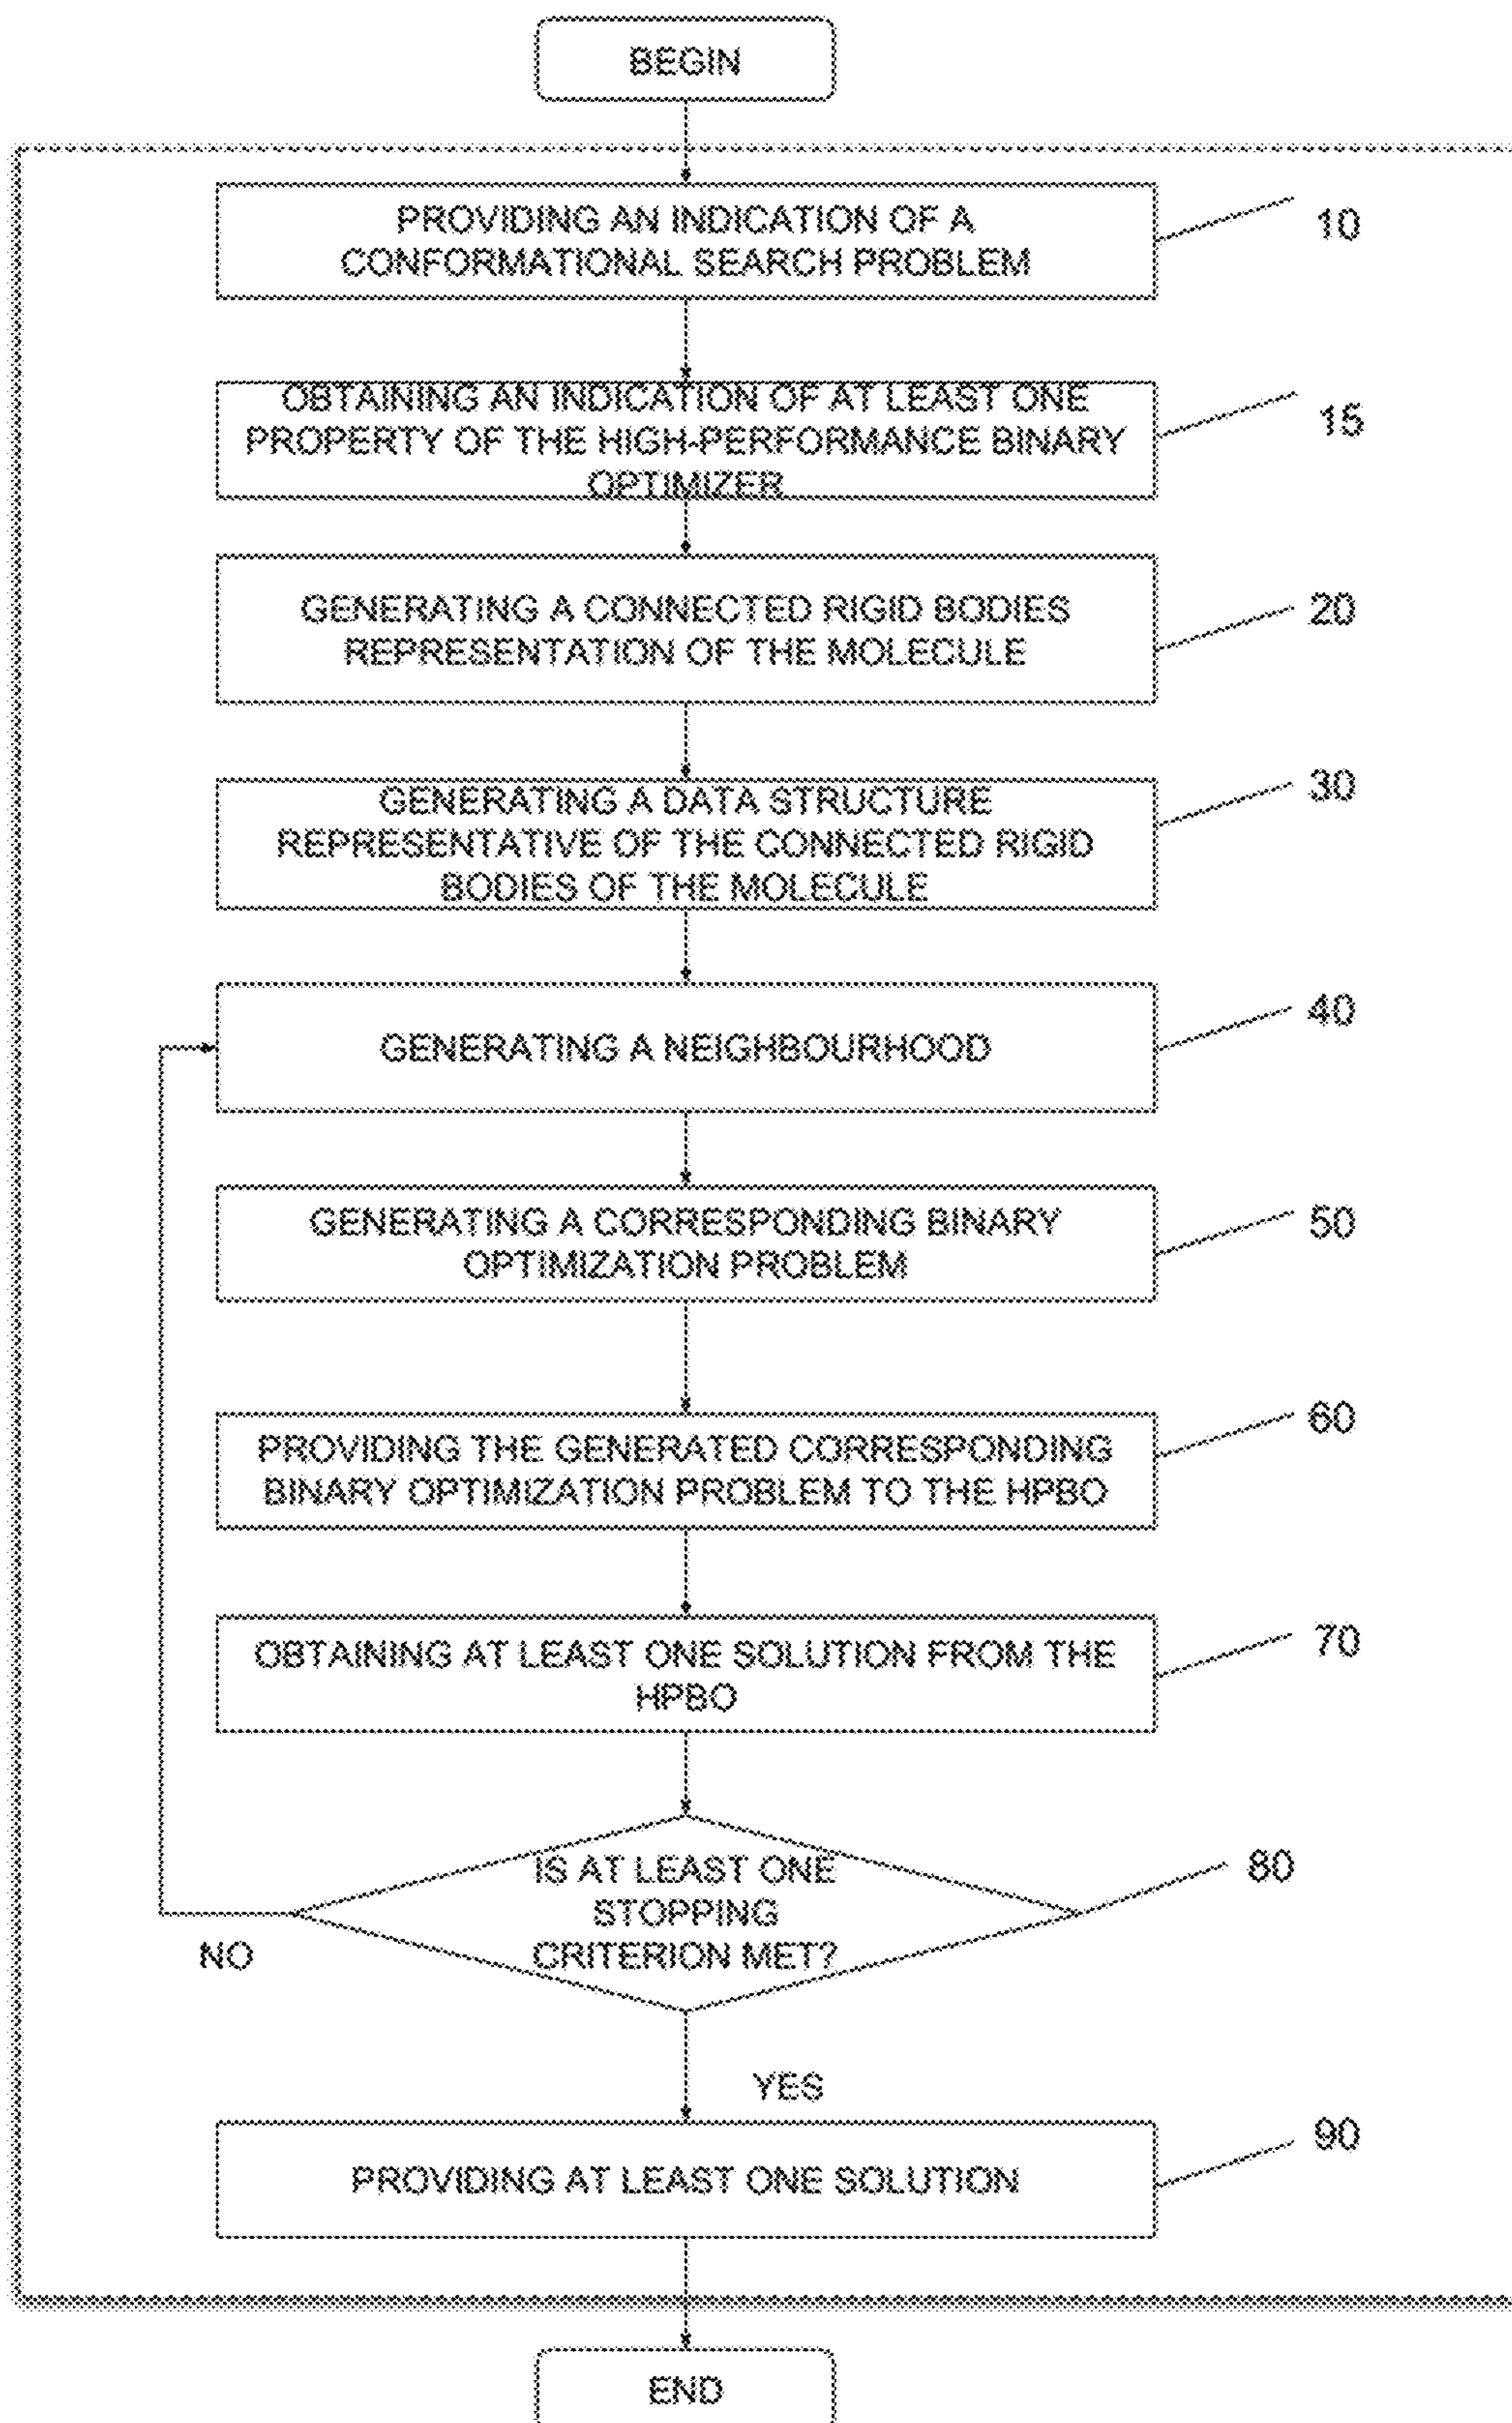 BEGIN
PROVIDING AN INDICATION OF A
CONFORMATIONAL SEARCH PROBLEM
10
OBTAINING AN INDICATION OF AT LEAST ONE
PROPERTY OF THE HIGH-PERFORMANCE BINARY
OPTIMIZER
15
GENERATING A CONNECTED RIGID BODIES
REPRESENTATION OF THE MOLECULE
20
GENERATING A DATA STRUCTURE
REPRESENTATIVE OF THE CONNECTED RIGID
BODIES OF THE MOLECULE
30
GENERATING A NEIGHBOURHOOD
40
GENERATING A CORRESPONDING BINARY
OPTIMIZATION PROBLEM
50
PROVIDING THE GENERATED CORRESPONDING
BINARY OPTIMIZATION PROBLEM TO THE HPBO
60
OBTAINING AT LEAST ONE SOLUTION FROM THE
HPBO
70
IS AT LEAST ONE
STOPPING
CRITERION MET?
80
NO
YES
PROVIDING AT LEAST ONE SOLUTION
90
END